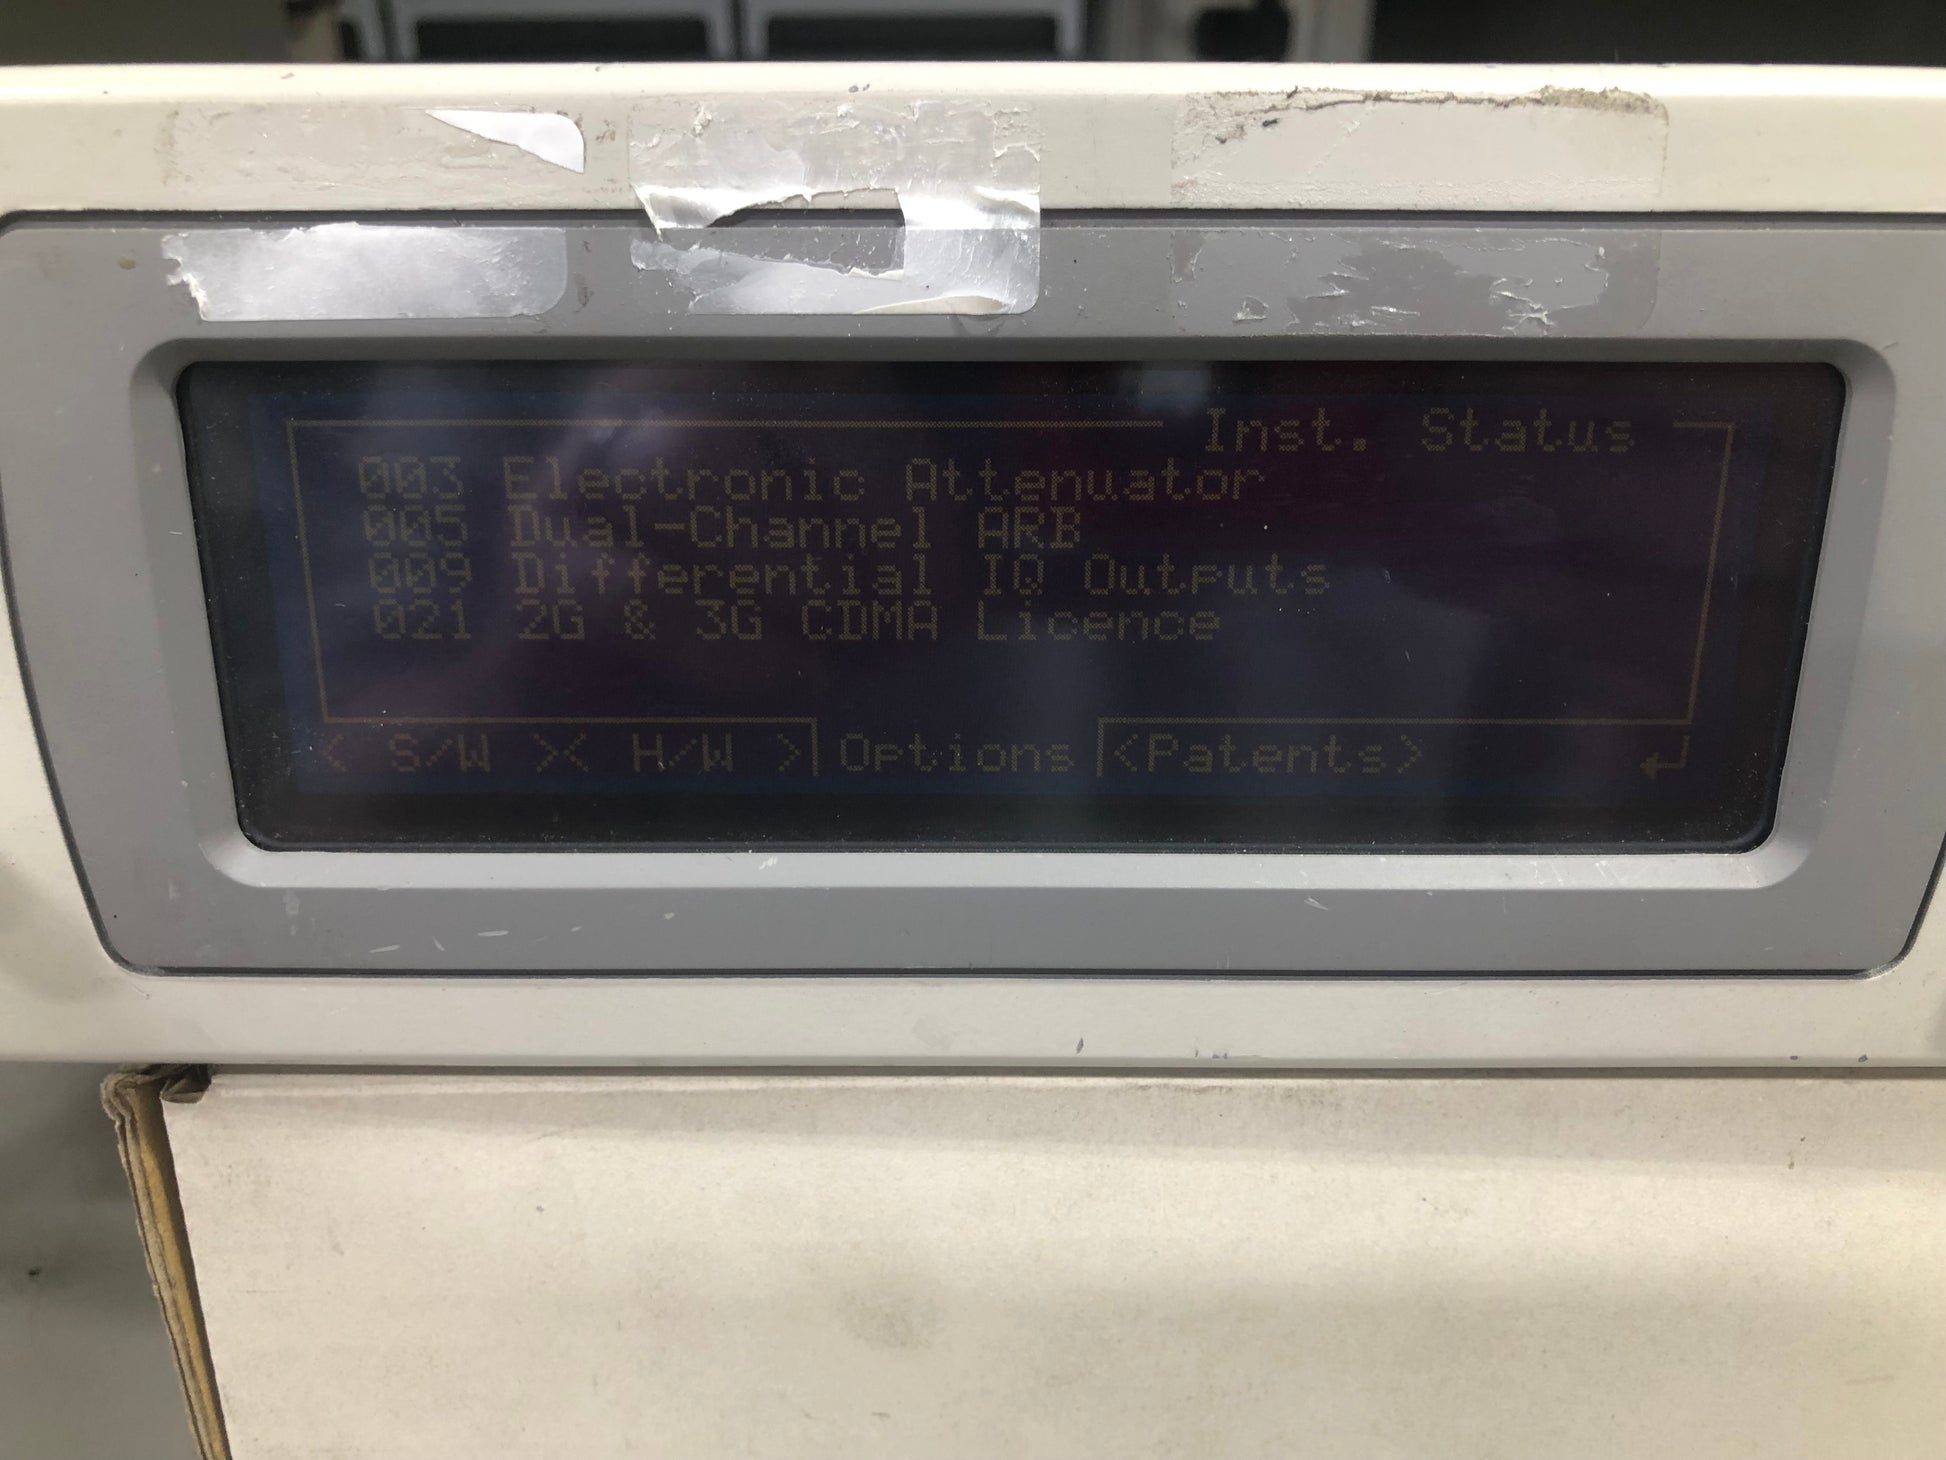 Inst. Status
003 Electronic Attenuator
005 Dual-Channel ARB
009 Differential IQ Outputs
021 2G & 3G CDMA Licence
< S/W >< H/W > Options <Patents> ↵